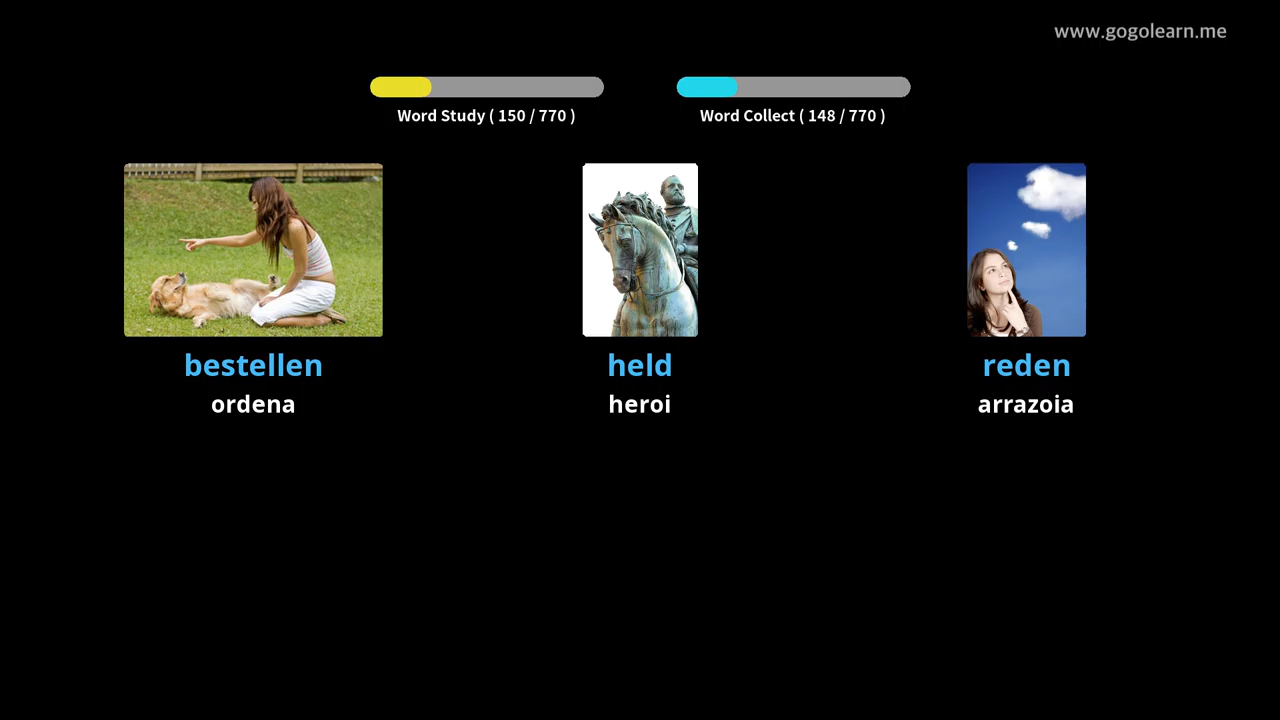 www.gogolearn.me
Word Study ( 150 / 770 )
Word Collect ( 148 / 770 )
bestellen
ordena
held
heroi
reden
arrazoia